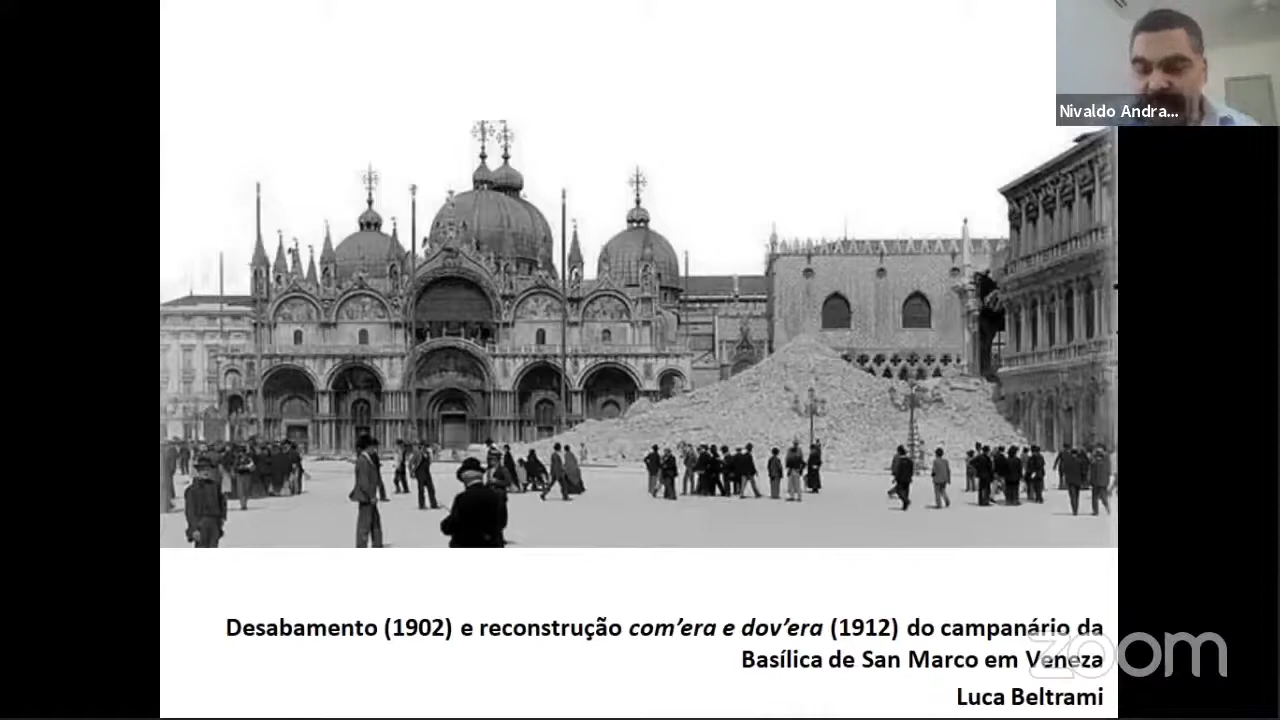 Nivaldo Andra...
Desabamento (1902) e reconstrução com’era e dov’era (1912) do campanário da
Basílica de San Marco em Veneza
zoom
Luca Beltrami